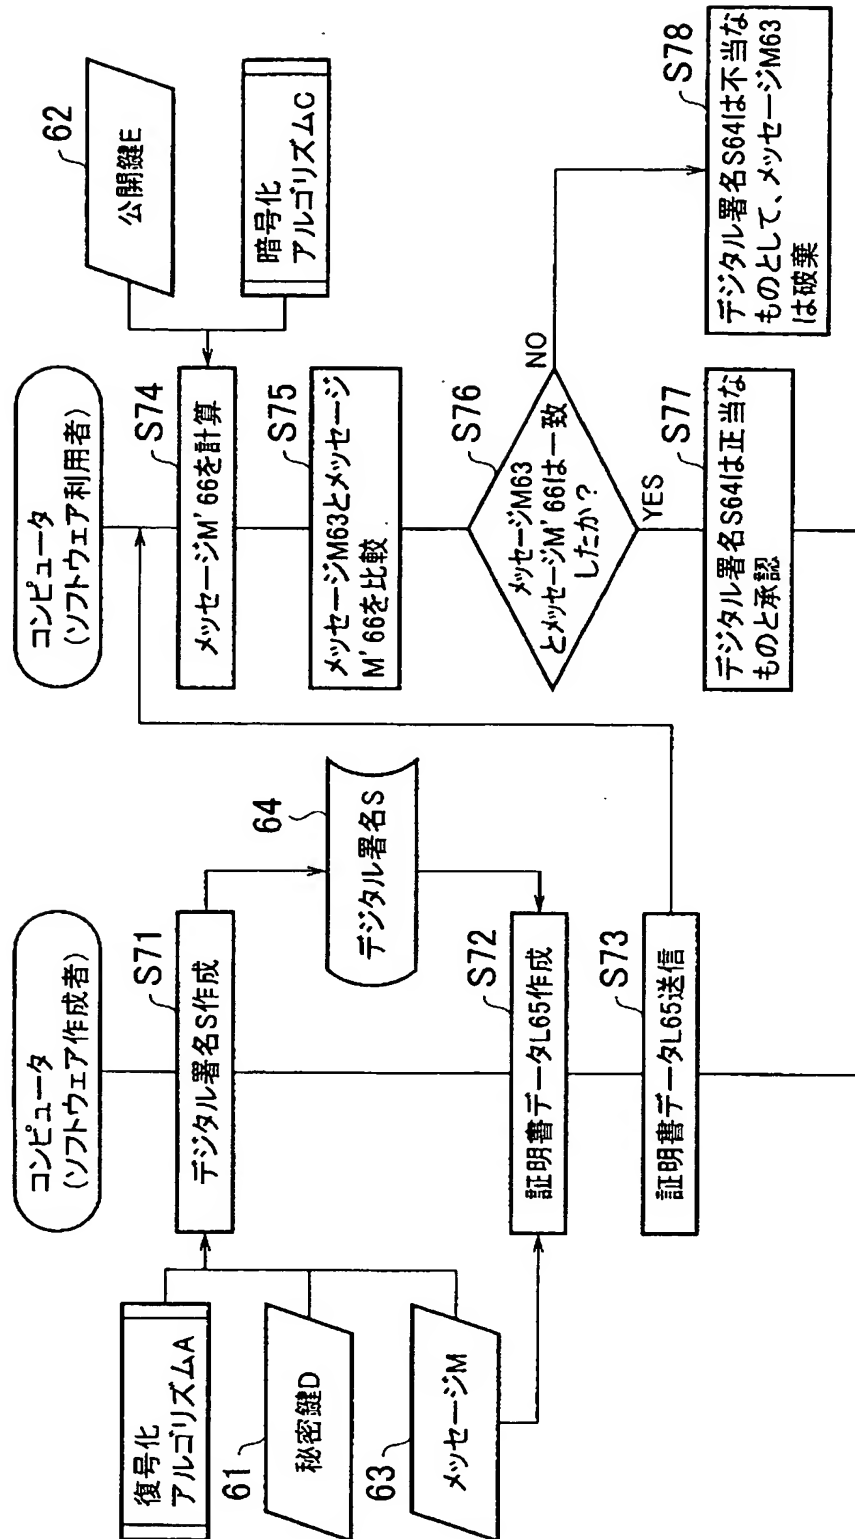 コンピュータ
(ソフトウェア作成者)
復号化
アルゴリズムA
61
秘密鍵D
63
メッセージM
S71
デジタル署名S作成
64
デジタル署名S
S72
証明書データL65作成
S73
証明書データL65送信
コンピュータ
(ソフトウェア利用者)
62
公開鍵E
暗号化
アルゴリズムC
S74
メッセージM'66を計算
S75
メッセージM63とメッセージ
M'66を比較
S76
メッセージM63
とメッセージM'66は一致
したか?
NO
YES
S77
デジタル署名S64は正当な
ものと承認
S78
デジタル署名S64は不当な
ものとして、メッセージM63
は破棄